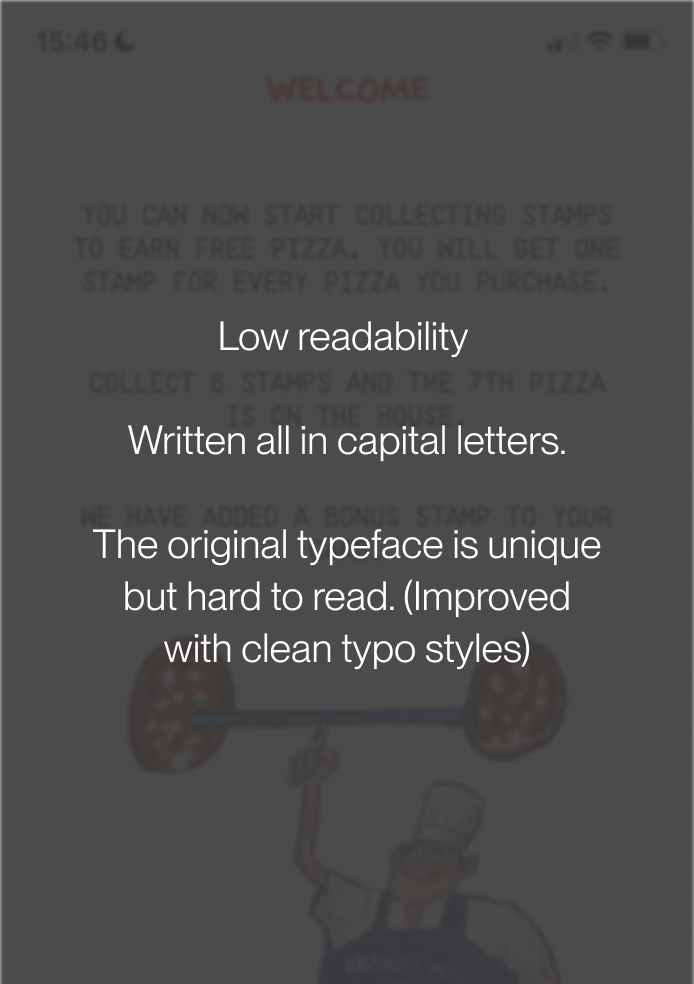 15:46
WELCOME
YOU CAN NOW START COLLECTING STAMPS
TO EARN FREE PIZZA. YOU WILL GET ONE
STAMP FOR EVERY PIZZA YOU PURCHASE.
Low readability
COLLECT 6 STAMPS AND THE 7TH PIZZA
IS ON THE HOUSE.
Written all in capital letters.
WE HAVE ADDED A BONUS STAMP TO YOUR
The original typeface is unique
but hard to read. (Improved
with clean typo styles)